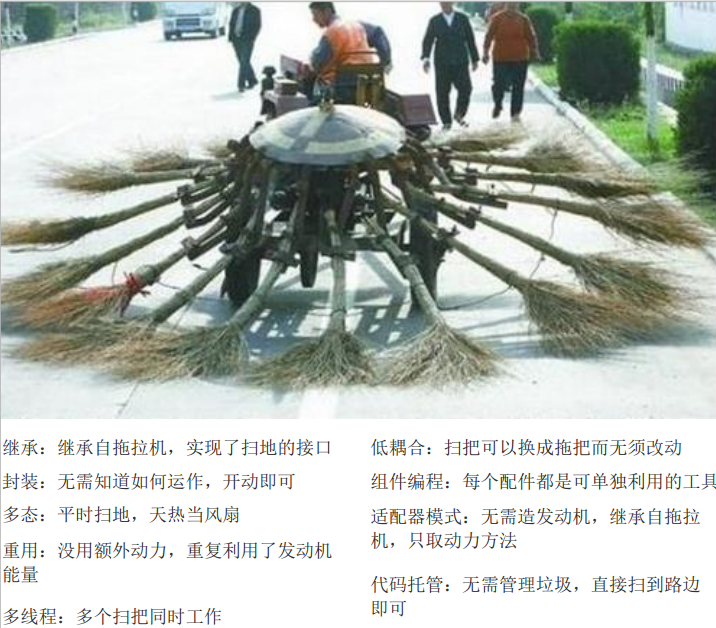 继承：继承自拖拉机，实现了扫地的接口
封装：无需知道如何运作，开动即可
多态：平时扫地，天热当风扇
重用：没用额外动力，重复利用了发动机
能量
多线程：多个扫把同时工作
低耦合：扫把可以换成拖把而无须改动
组件编程：每个配件都是可单独利用的工具
适配器模式：无需造发动机，继承自拖拉
机，只取动力方法
代码托管：无需管理垃圾，直接扫到路边
即可